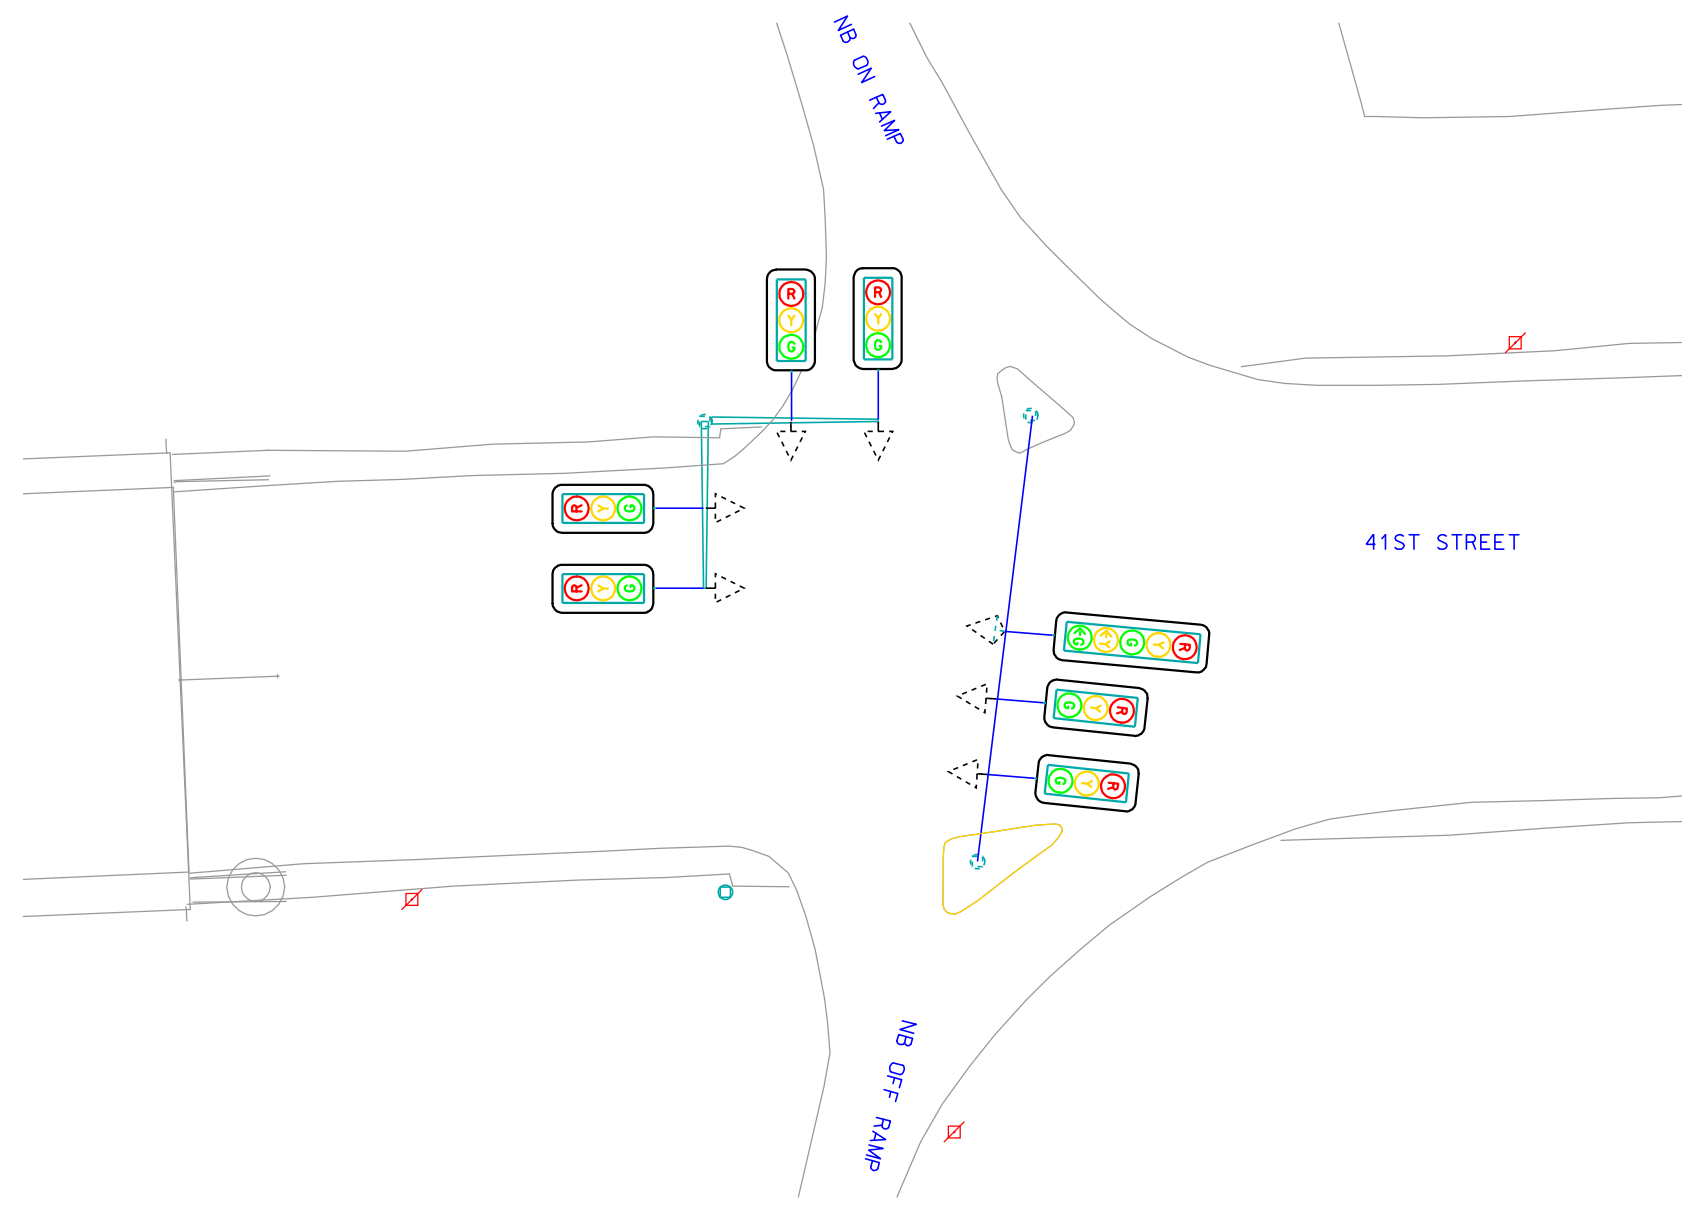 NB ON RAMP
R
Y
G
R
Y
G
R Y G
41ST STREET
R Y G
G Y G Y R
G Y R
G Y R
NB OFF RAMP